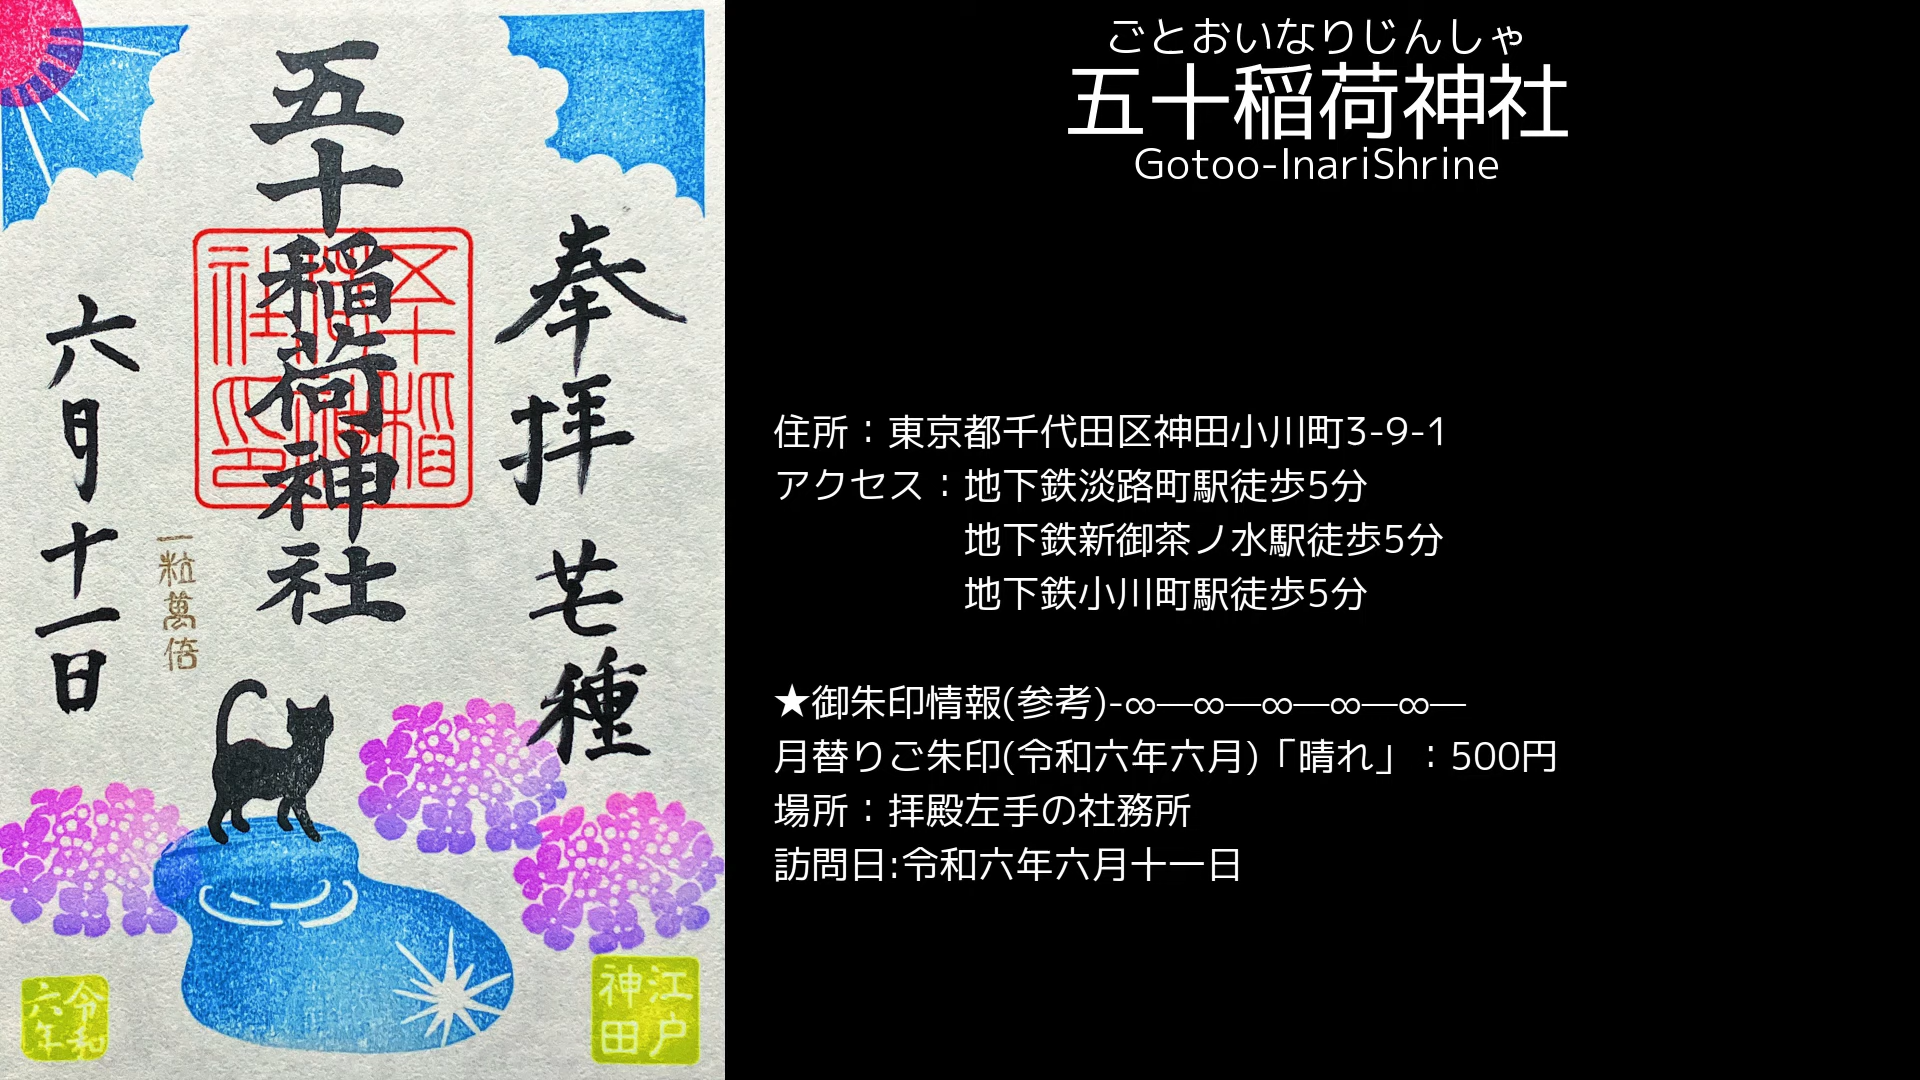 奉拝 芒種
五十稲荷神社
一粒萬倍
六月十一日
江戸
神田
令和
六年
ごとおいなりじんしゃ
五十稲荷神社
Gotoo-InariShrine
住所：東京都千代田区神田小川町3-9-1
アクセス：地下鉄淡路町駅徒歩5分
地下鉄新御茶ノ水駅徒歩5分
地下鉄小川町駅徒歩5分
★御朱印情報(参考)-∞—∞—∞—∞—∞—
月替りご朱印(令和六年六月)「晴れ」：500円
場所：拝殿左手の社務所
訪問日:令和六年六月十一日